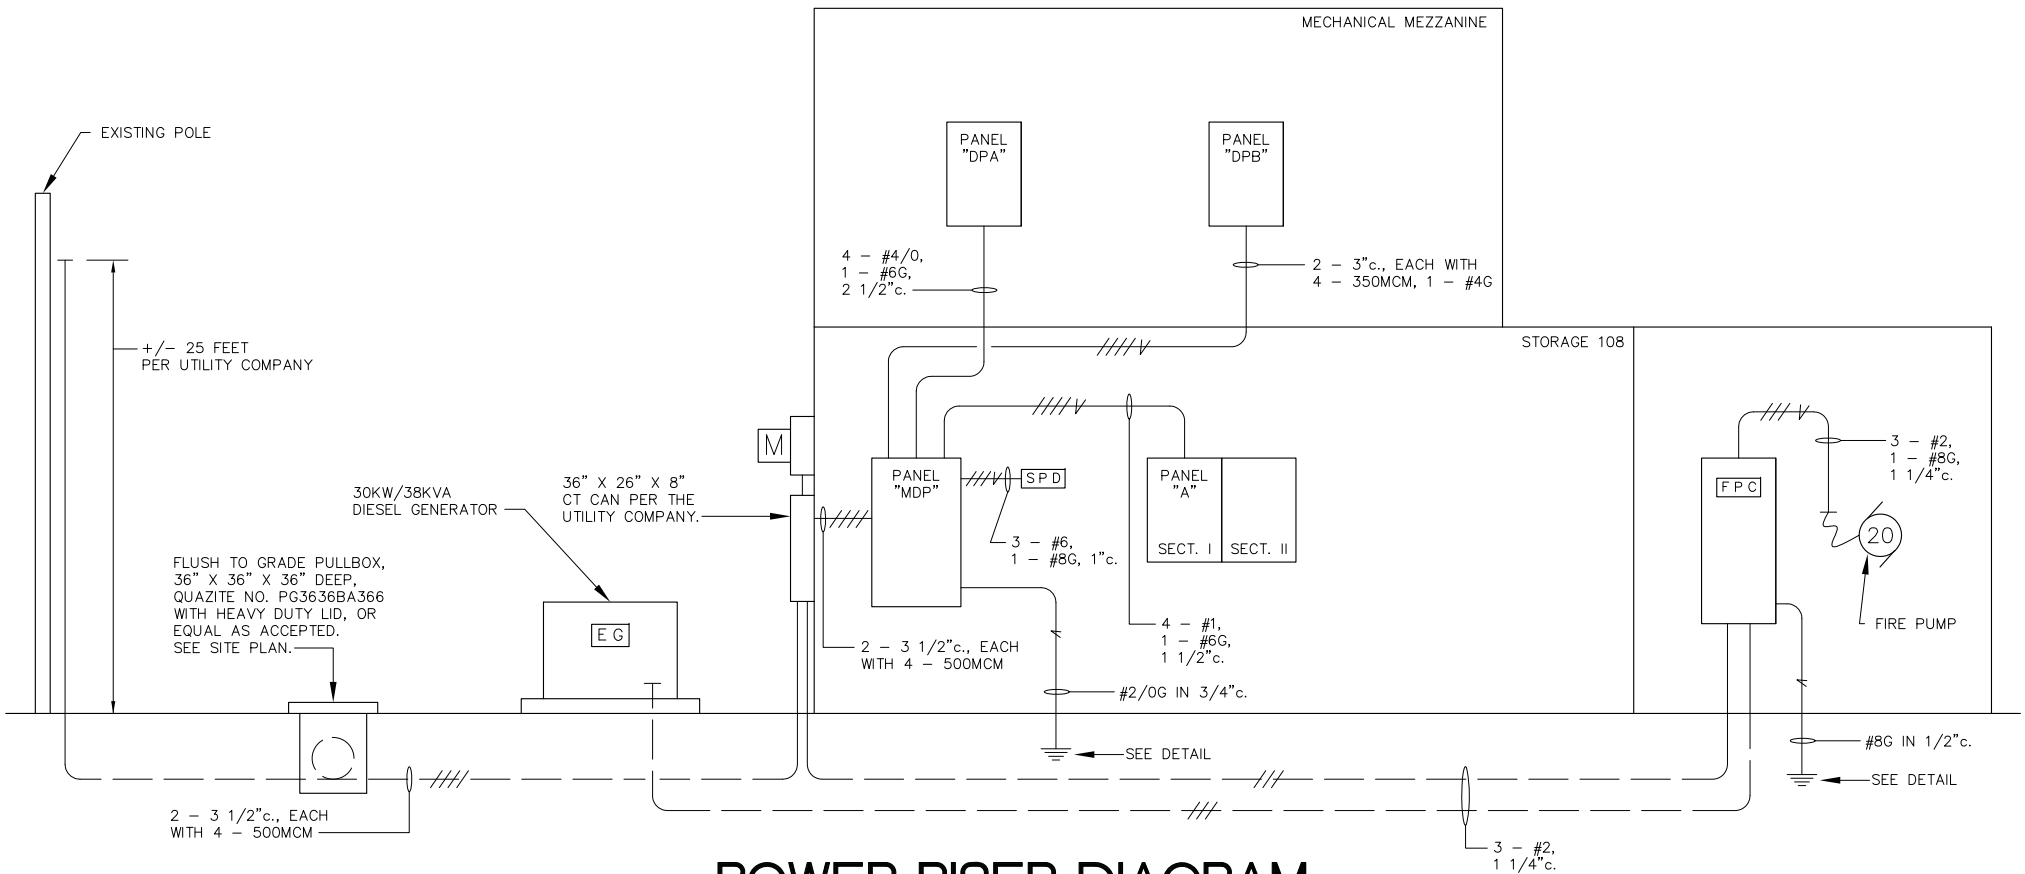 MECHANICAL MEZZANINE
EXISTING POLE
PANEL
"DPA"
PANEL
"DPB"
4 - #4/0,
1 - #6G,
2 1/2"c.
2 - 3"c., EACH WITH
4 - 350MCM, 1 - #4G
+/- 25 FEET
PER UTILITY COMPANY
STORAGE 108
M
36" X 26" X 8"
CT CAN PER THE
UTILITY COMPANY.
30KW/38KVA
DIESEL GENERATOR
PANEL
"MDP"
SPD
3 - #6,
1 - #8G, 1"c.
PANEL
"A"
SECT. I
SECT. II
FPC
3 - #2,
1 - #8G,
1 1/4"c.
20
FIRE PUMP
FLUSH TO GRADE PULLBOX,
36" X 36" X 36" DEEP,
QUAZITE NO. PG3636BA366
WITH HEAVY DUTY LID, OR
EQUAL AS ACCEPTED.
SEE SITE PLAN.
EG
2 - 3 1/2"c., EACH
WITH 4 - 500MCM
4 - #1,
1 - #6G,
1 1/2"c.
#2/0G IN 3/4"c.
SEE DETAIL
#8G IN 1/2"c.
SEE DETAIL
2 - 3 1/2"c., EACH
WITH 4 - 500MCM
3 - #2,
1 1/4"c.
POWER RISER DIAGRAM